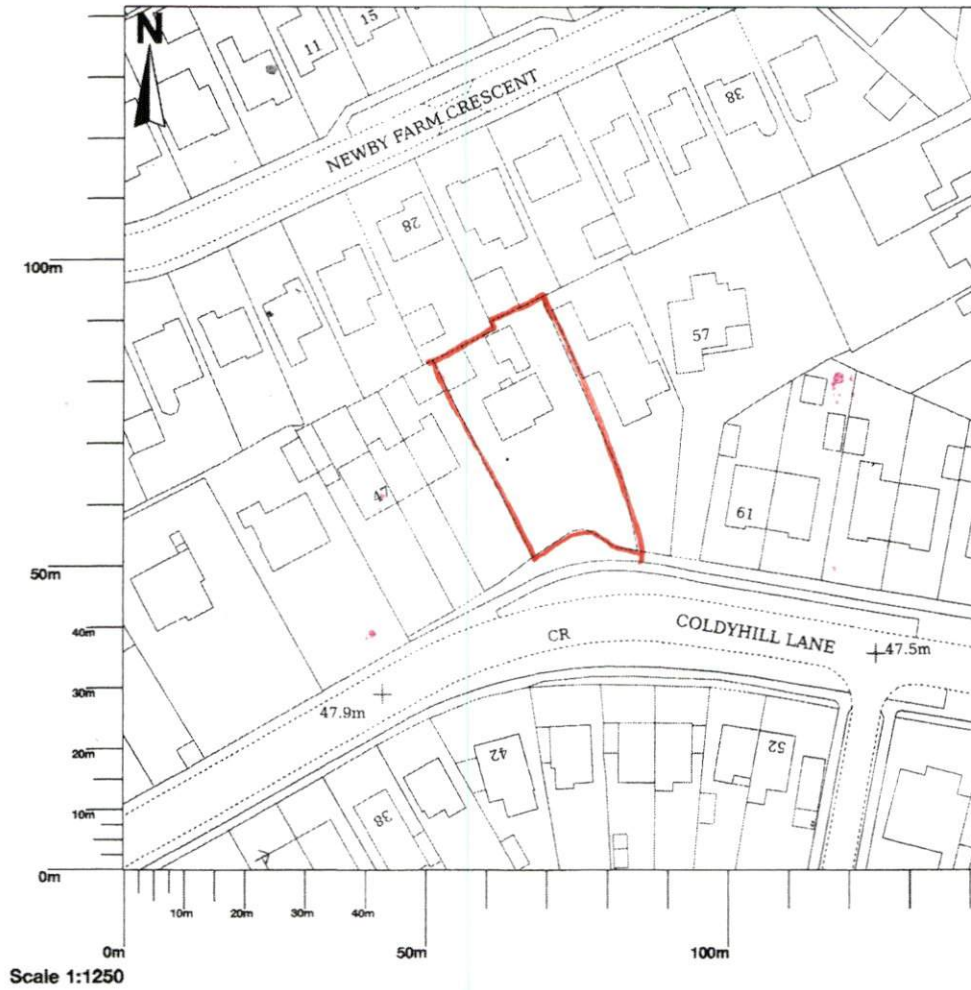 N
11
15
NEWBY FARM CRESCENT
38
28
100m
57
47
61
50m
40m
30m
20m
10m
0m
COLDYHILL LANE
CR
47.5m
47.9m
42
52
38
10m
20m
30m
40m
0m
50m
100m
Scale 1:1250